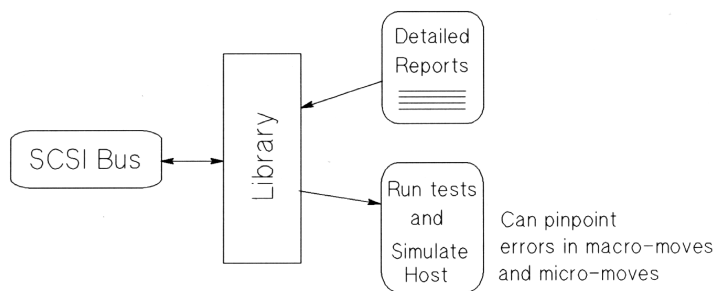 Detailed
Reports
SCSI Bus
Library
Run tests
and
Simulate
Host
Can pinpoint
errors in macro-moves
and micro-moves